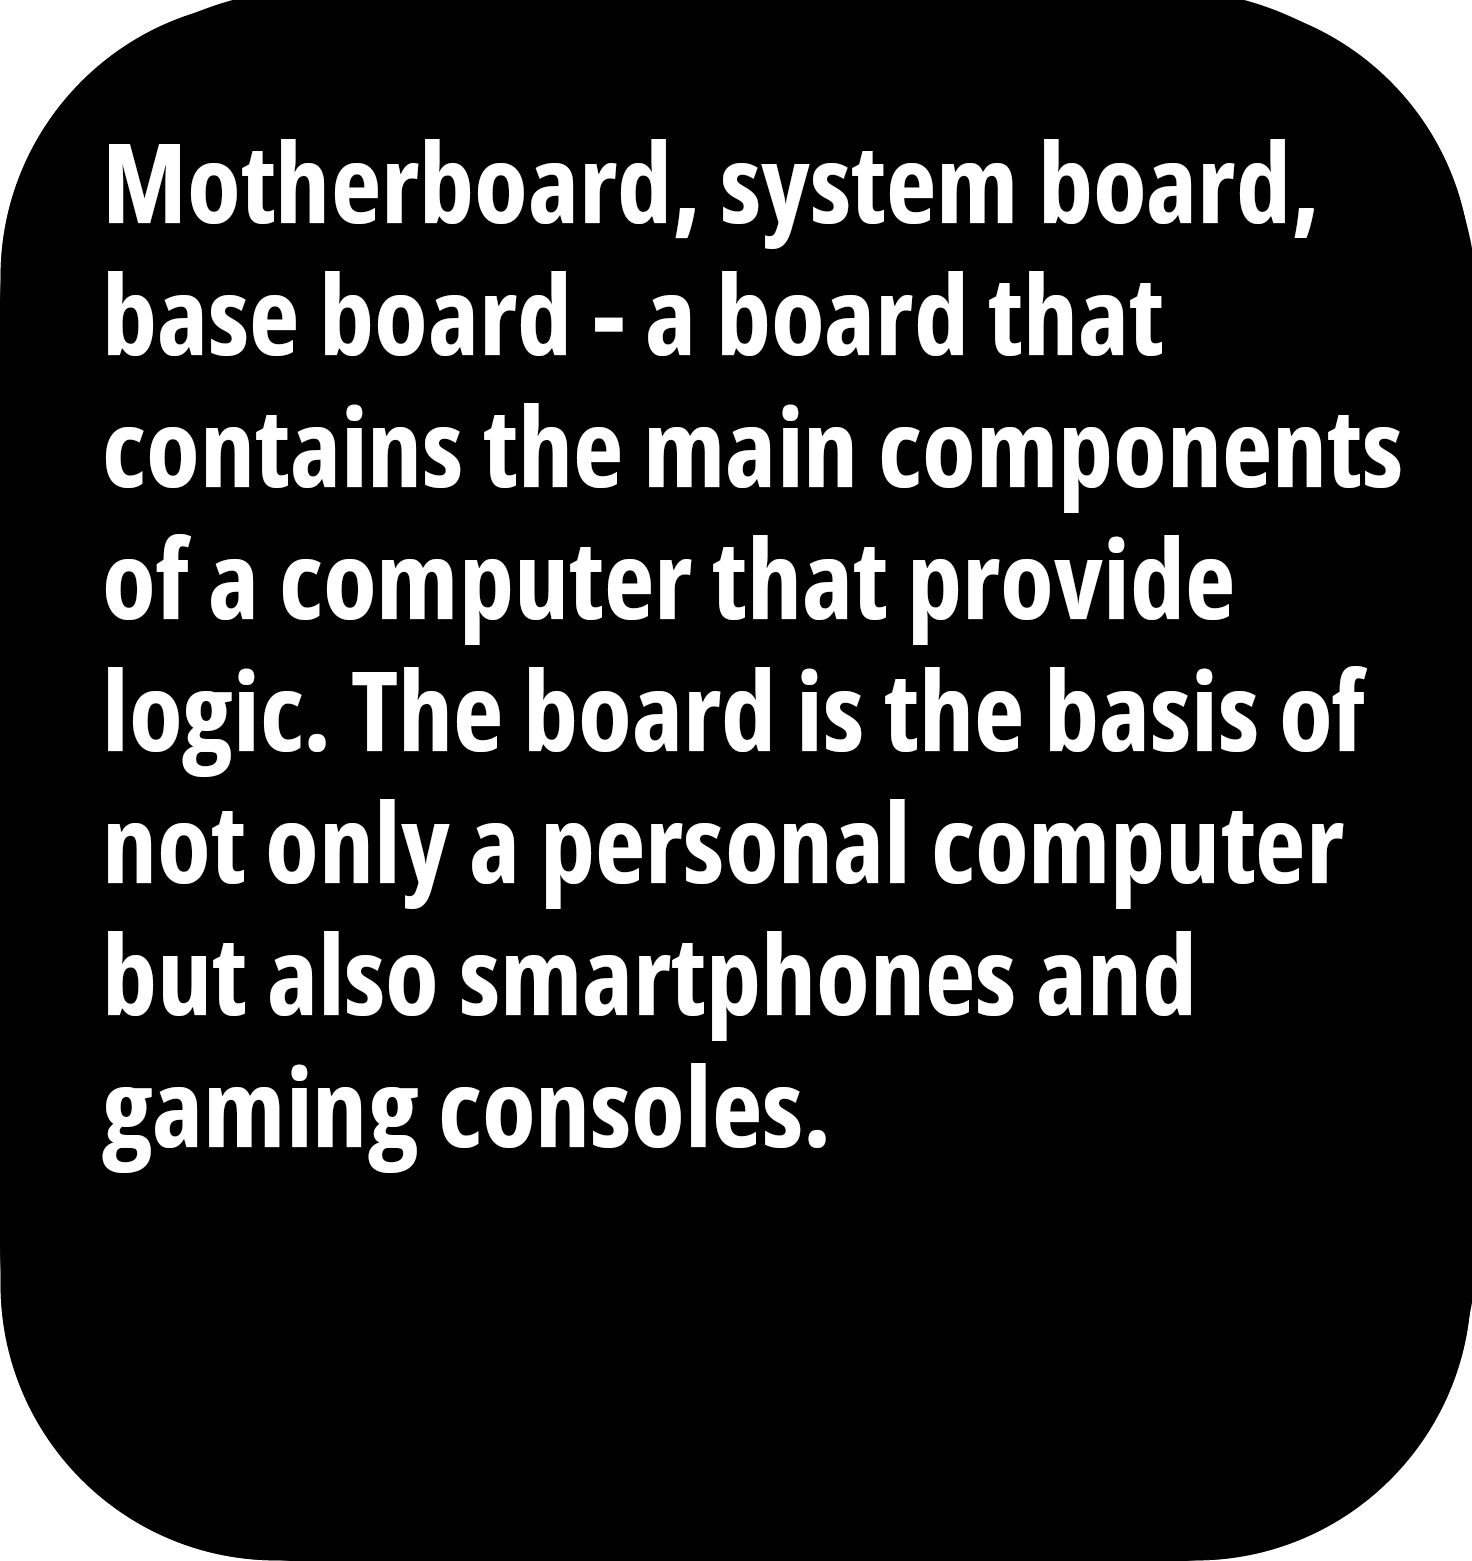 Motherboard, system board,
base board - a board that
contains the main components
of a computer that provide
logic. The board is the basis of
not only a personal computer
but also smartphones and
gaming consoles.